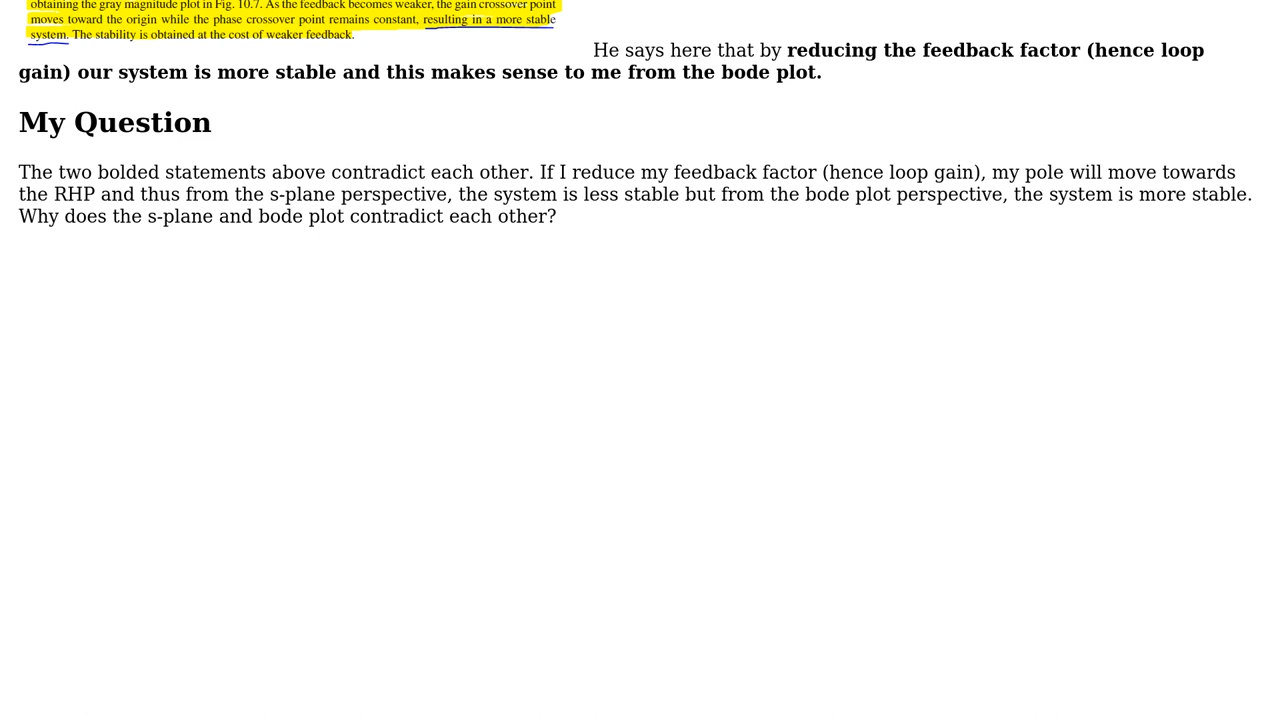 obtaining the gray magnitude plot in Fig. 10.7. As the feedback becomes weaker, the gain crossover point
moves toward the origin while the phase crossover point remains constant, resulting in a more stable
system. The stability is obtained at the cost of weaker feedback.
He says here that by reducing the feedback factor (hence loop
gain) our system is more stable and this makes sense to me from the bode plot.
My Question
The two bolded statements above contradict each other. If I reduce my feedback factor (hence loop gain), my pole will move towards
the RHP and thus from the s-plane perspective, the system is less stable but from the bode plot perspective, the system is more stable.
Why does the s-plane and bode plot contradict each other?